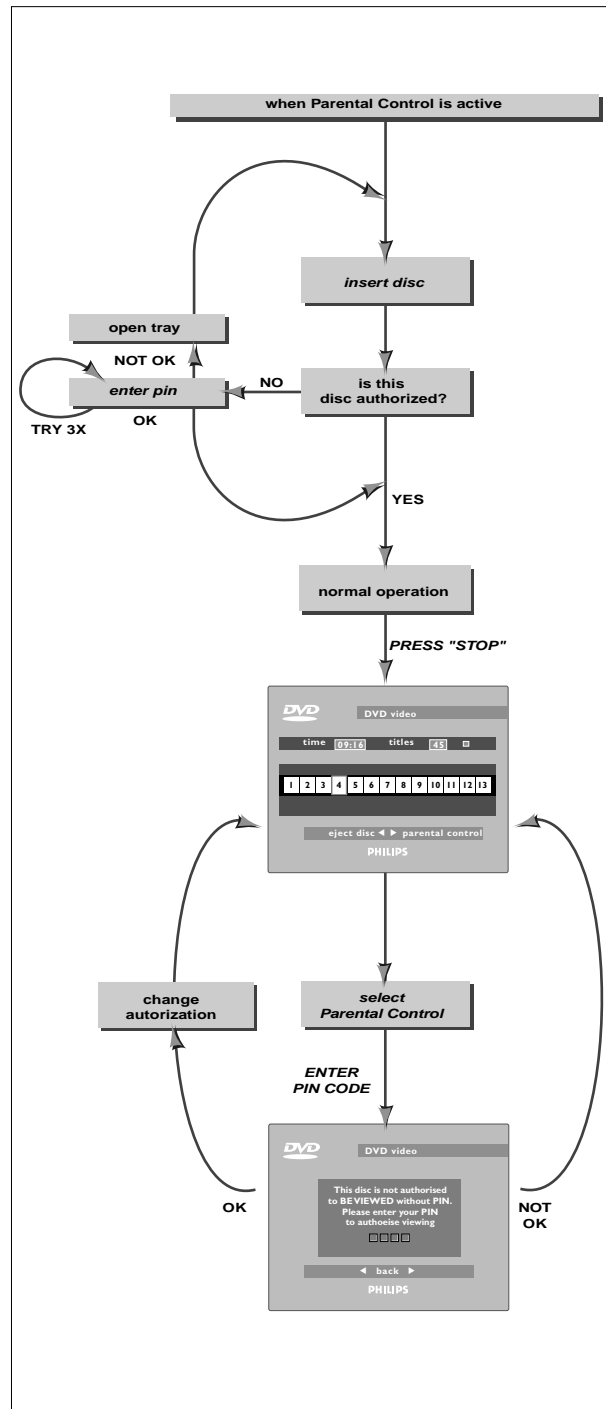 when Parental Control is active
insert disc
open tray
NOT OK
enter pin
NO
is this
disc authorized?
OK
TRY 3X
YES
normal operation
PRESS "STOP"
DVD
DVD video
time 09:16 titles 45
1 2 3 4 5 6 7 8 9 10 11 12 13
eject disc ◀ ▶ parental control
PHILIPS
change
autorization
select
Parental Control
ENTER
PIN CODE
DVD
DVD video
This disc is not authorised
to BE VIEWED without PIN.
Please enter your PIN
to authoeise viewing
OK
NOT
OK
◀ back ▶
PHILIPS